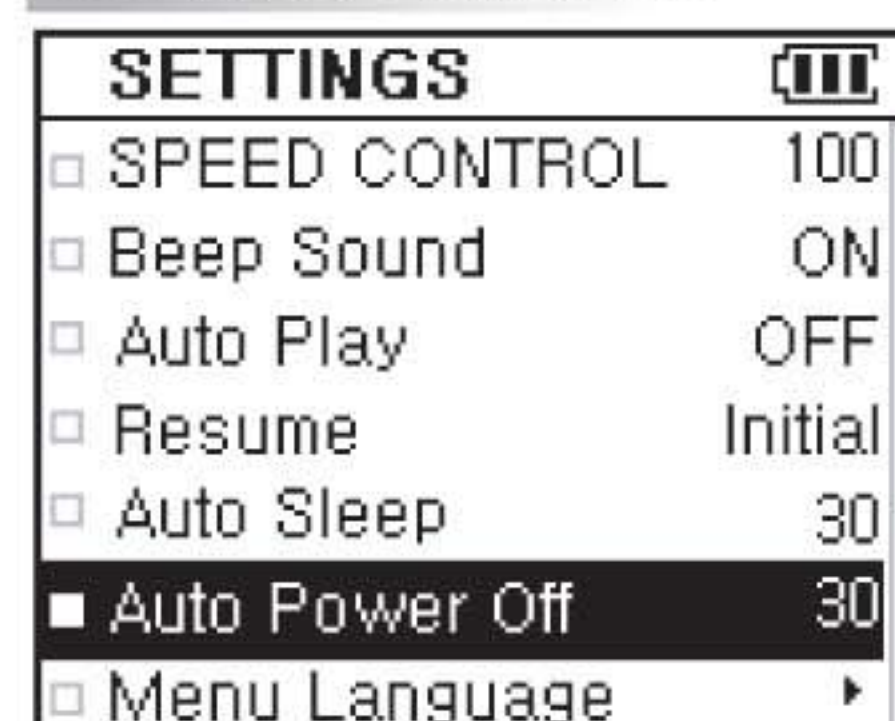 SETTINGS
SPEED CONTROL 100
Beep Sound ON
Auto Play OFF
Resume Initial
Auto Sleep 30
Auto Power Off 30
Menu Language